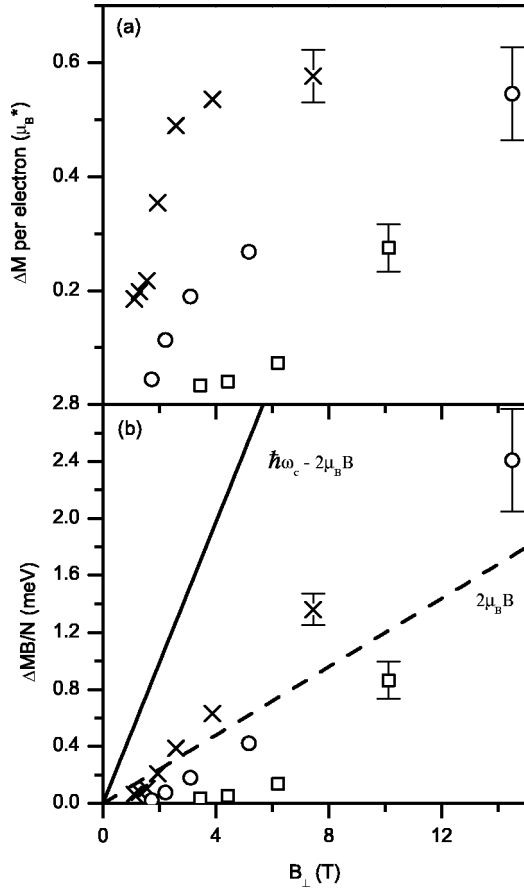 (a)
ΔM per electron (μB*)
0.6
0.4
0.2
2.8
(b)
ħωc - 2μBB
2μBB
ΔMB/N (meV)
2.4
2.0
1.6
1.2
0.8
0.4
0.0
0 4 8 12
B⊥ (T)